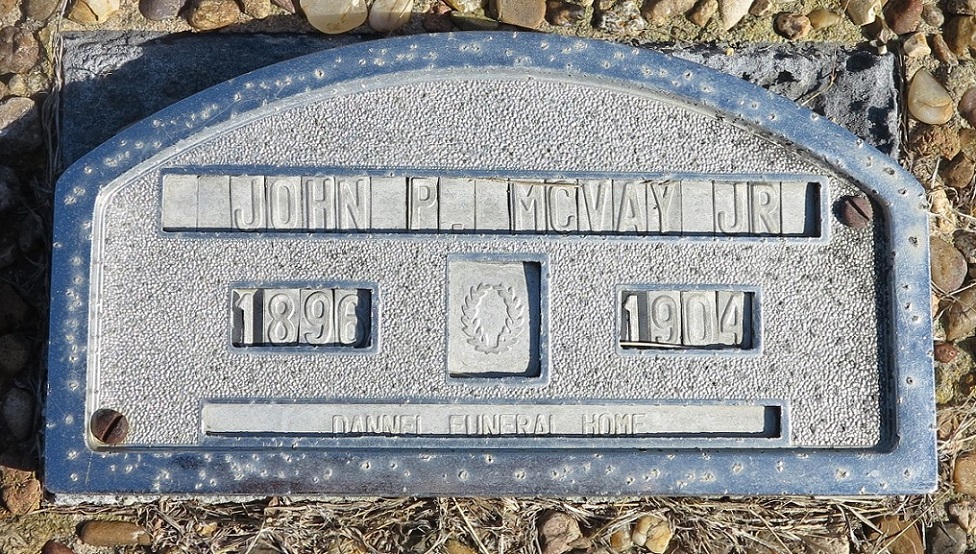 JOHN P. MCVAY JR
1896 1904
DANNEL FUNERAL HOME